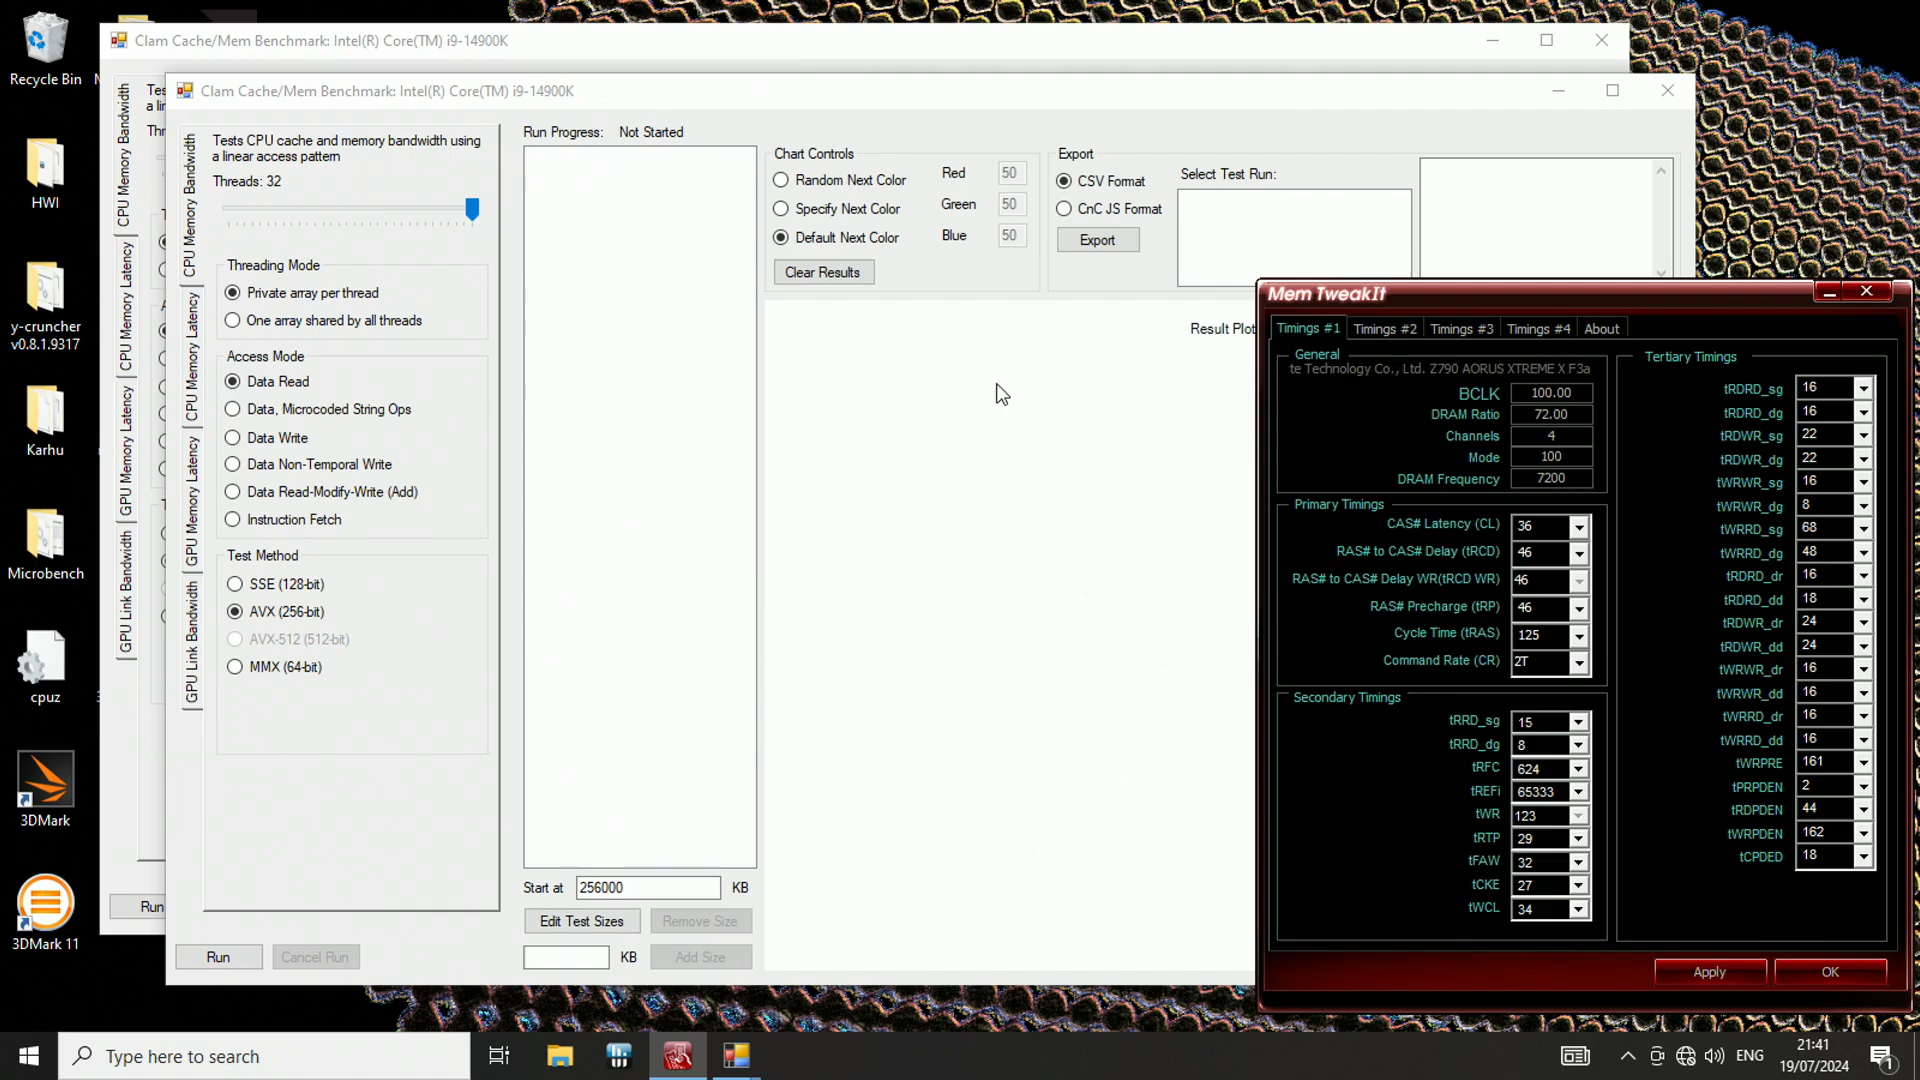 Recycle Bin
HWI
y-cruncher
v0.8.1.9317
Karhu
Microbench
cpuz
3DMark
3DMark 11
Clam Cache/Mem Benchmark: Intel(R) Core(TM) i9-14900K
CPU Memory Bandwidth
CPU Memory Latency
GPU Memory Latency
GPU Link Bandwidth
Run
Clam Cache/Mem Benchmark: Intel(R) Core(TM) i9-14900K
CPU Memory Bandwidth
CPU Memory Latency
GPU Memory Latency
GPU Link Bandwidth
Tests CPU cache and memory bandwidth using
a linear access pattern
Threads: 32
Threading Mode
Private array per thread
One array shared by all threads
Access Mode
Data Read
Data, Microcoded String Ops
Data Write
Data Non-Temporal Write
Data Read-Modify-Write (Add)
Instruction Fetch
Test Method
SSE (128-bit)
AVX (256-bit)
AVX-512 (512-bit)
MMX (64-bit)
Run
Cancel Run
Run Progress: Not Started
Start at 256000 KB
Edit Test Sizes
Remove Size
KB
Add Size
Chart Controls
Random Next Color
Specify Next Color
Default Next Color
Clear Results
Red 50
Green 50
Blue 50
Export
CSV Format
CnC JS Format
Export
Select Test Run:
Result Plot
Mem TweakIt
Timings #1
Timings #2
Timings #3
Timings #4
About
General
te Technology Co., Ltd. Z790 AORUS XTREME X F3a
BCLK 100.00
DRAM Ratio 72.00
Channels 4
Mode 100
DRAM Frequency 7200
Primary Timings
CAS# Latency (CL) 36
RAS# to CAS# Delay (tRCD) 46
RAS# to CAS# Delay WR(tRCD WR) 46
RAS# Precharge (tRP) 46
Cycle Time (tRAS) 125
Command Rate (CR) 2T
Secondary Timings
tRRD_sg 15
tRRD_dg 8
tRFC 624
tREFi 65333
tWR 123
tRTP 29
tFAW 32
tCKE 27
tWCL 34
Tertiary Timings
tRDRD_sg 16
tRDRD_dg 16
tRDWR_sg 22
tRDWR_dg 22
tWRWR_sg 16
tWRWR_dg 8
tWRRD_sg 68
tWRRD_dg 48
tRDRD_dr 16
tRDRD_dd 18
tRDWR_dr 24
tRDWR_dd 24
tWRWR_dr 16
tWRWR_dd 16
tWRRD_dr 16
tWRRD_dd 16
tWRPRE 161
tPRPDEN 2
tRDPDEN 44
tWRPDEN 162
tCPDED 18
Apply
OK
Type here to search
ENG
21:41
19/07/2024
1